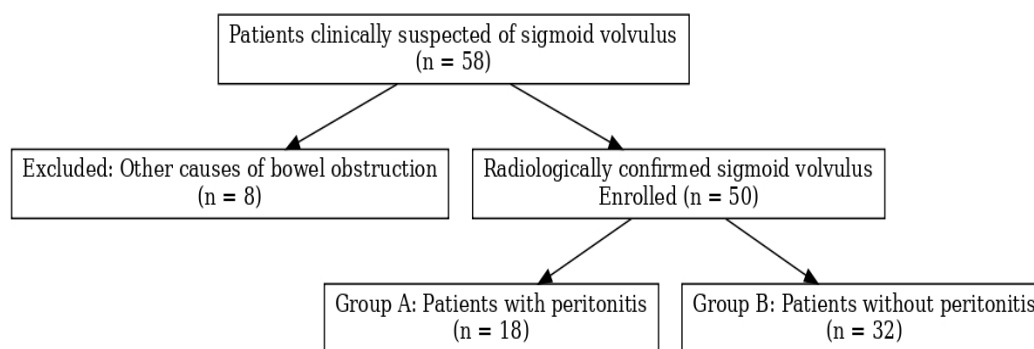 Patients clinically suspected of sigmoid volvulus
(n = 58)
Excluded: Other causes of bowel obstruction
(n = 8)
Radiologically confirmed sigmoid volvulus
Enrolled (n = 50)
Group A: Patients with peritonitis
(n = 18)
Group B: Patients without peritonitis
(n = 32)